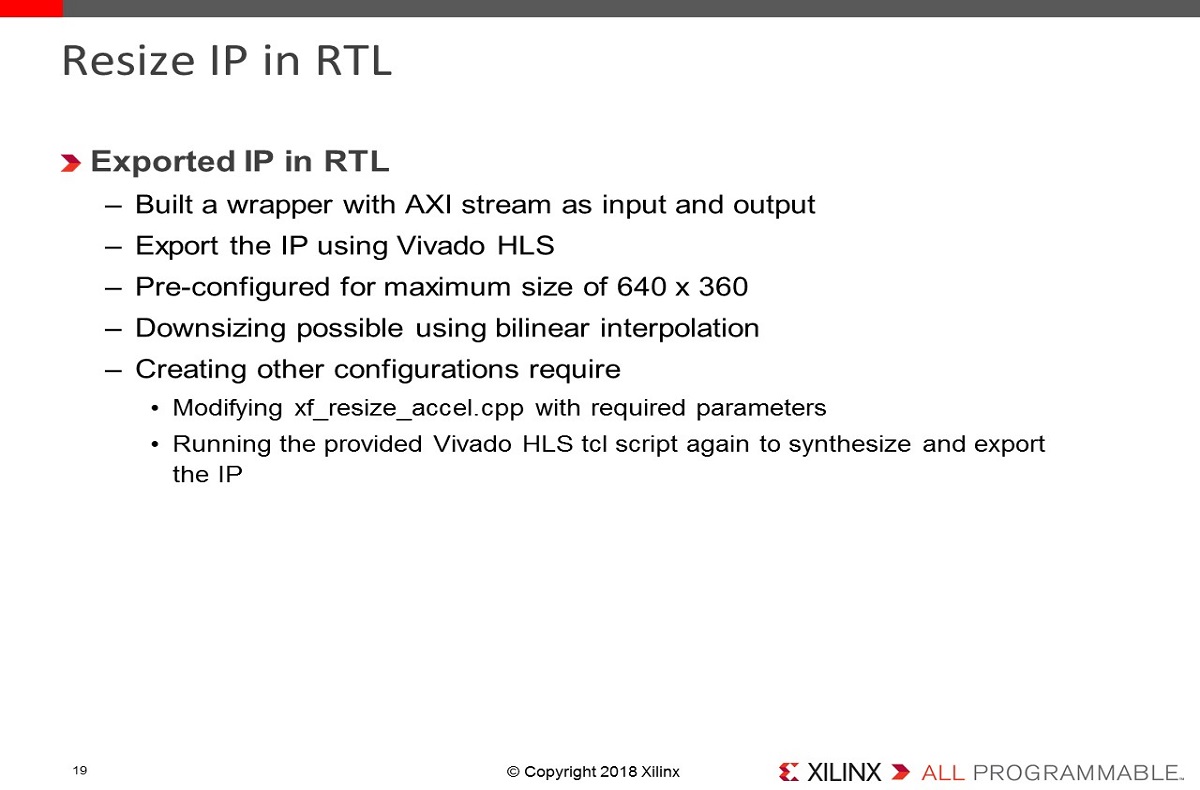 Resize IP in RTL
Exported IP in RTL
– Built a wrapper with AXI stream as input and output
– Export the IP using Vivado HLS
– Pre-configured for maximum size of 640 x 360
– Downsizing possible using bilinear interpolation
– Creating other configurations require
• Modifying xf_resize_accel.cpp with required parameters
• Running the provided Vivado HLS tcl script again to synthesize and export
the IP
19
© Copyright 2018 Xilinx
XILINX ALL PROGRAMMABLE™